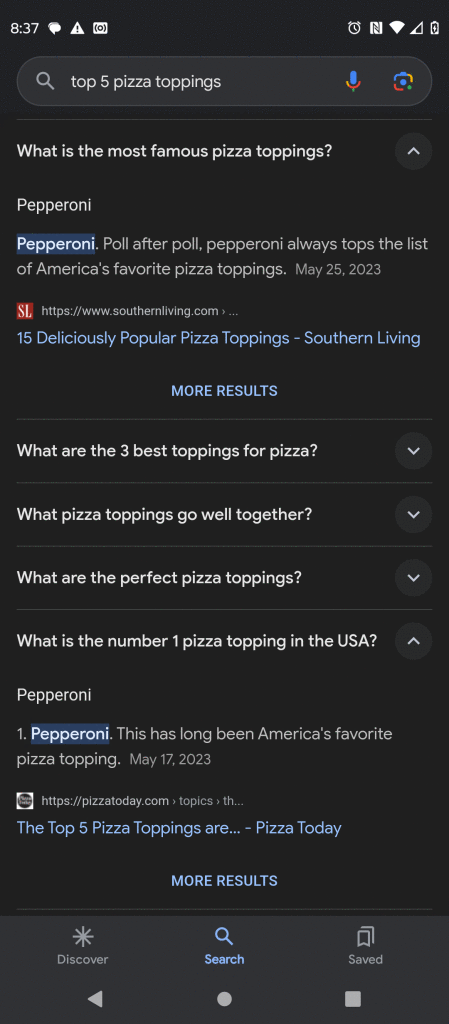 8:37
top 5 pizza toppings
What is the most famous pizza toppings?
Pepperoni
Pepperoni. Poll after poll, pepperoni always tops the list
of America's favorite pizza toppings. May 25, 2023
SL https://www.southernliving.com › ...
15 Deliciously Popular Pizza Toppings - Southern Living
MORE RESULTS
What are the 3 best toppings for pizza?
What pizza toppings go well together?
What are the perfect pizza toppings?
What is the number 1 pizza topping in the USA?
Pepperoni
1. Pepperoni. This has long been America's favorite
pizza topping. May 17, 2023
https://pizzatoday.com › topics › th...
The Top 5 Pizza Toppings are... - Pizza Today
MORE RESULTS
Discover Search Saved